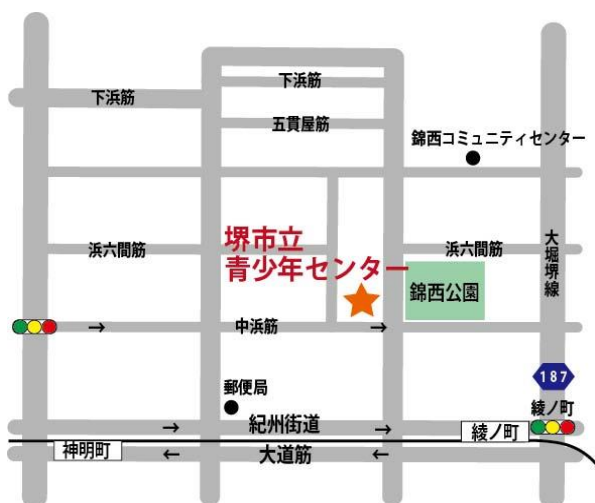 下浜筋
下浜筋
五貫屋筋
錦西コミュニティセンター
堺市立
青少年センター
浜六間筋
浜六間筋
大堀堺線
錦西公園
→
中浜筋
→
187
郵便局
綾ノ町
→
紀州街道
→
綾ノ町
神明町
←
大道筋
←